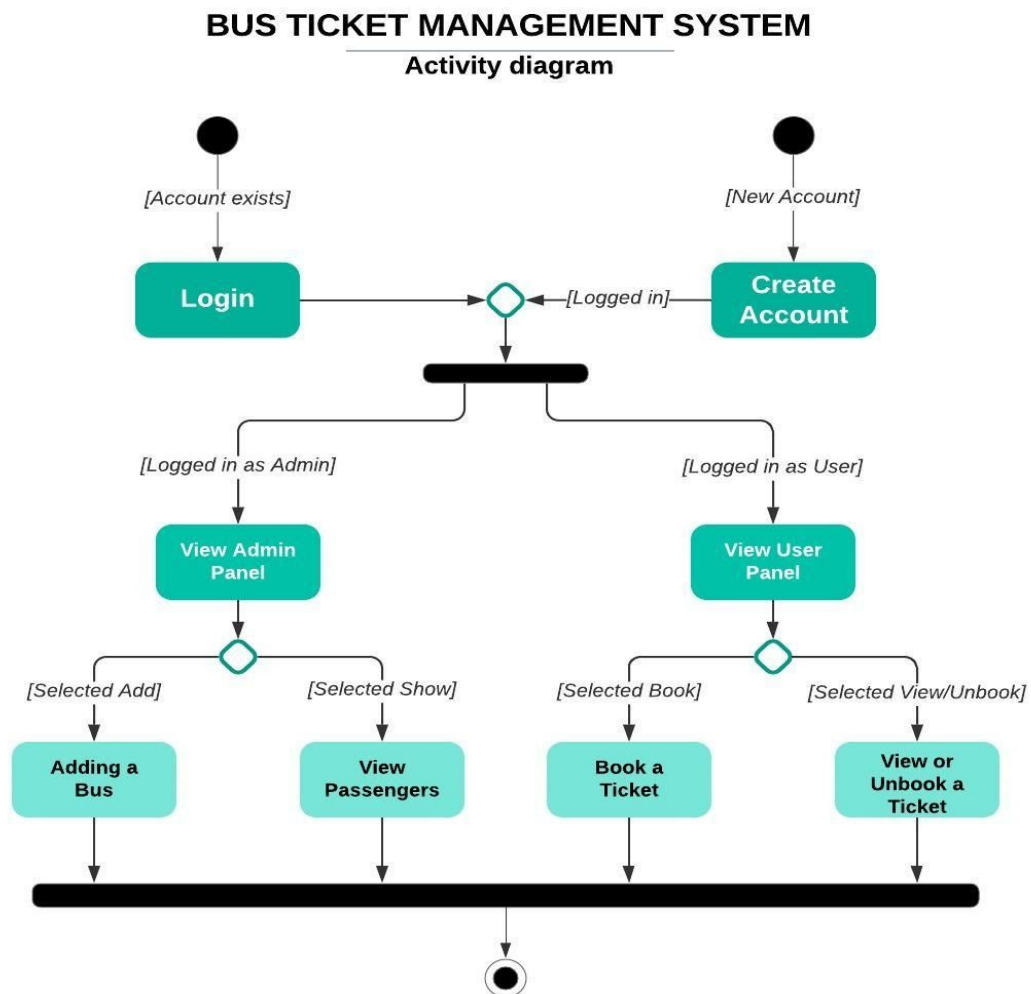 BUS TICKET MANAGEMENT SYSTEM
Activity diagram
[Account exists]
[New Account]
Login
[Logged in]
Create
Account
[Logged in as Admin]
[Logged in as User]
View Admin
Panel
View User
Panel
[Selected Add]
[Selected Show]
[Selected Book]
[Selected View/Unbook]
Adding a
Bus
View
Passengers
Book a
Ticket
View or
Unbook a
Ticket